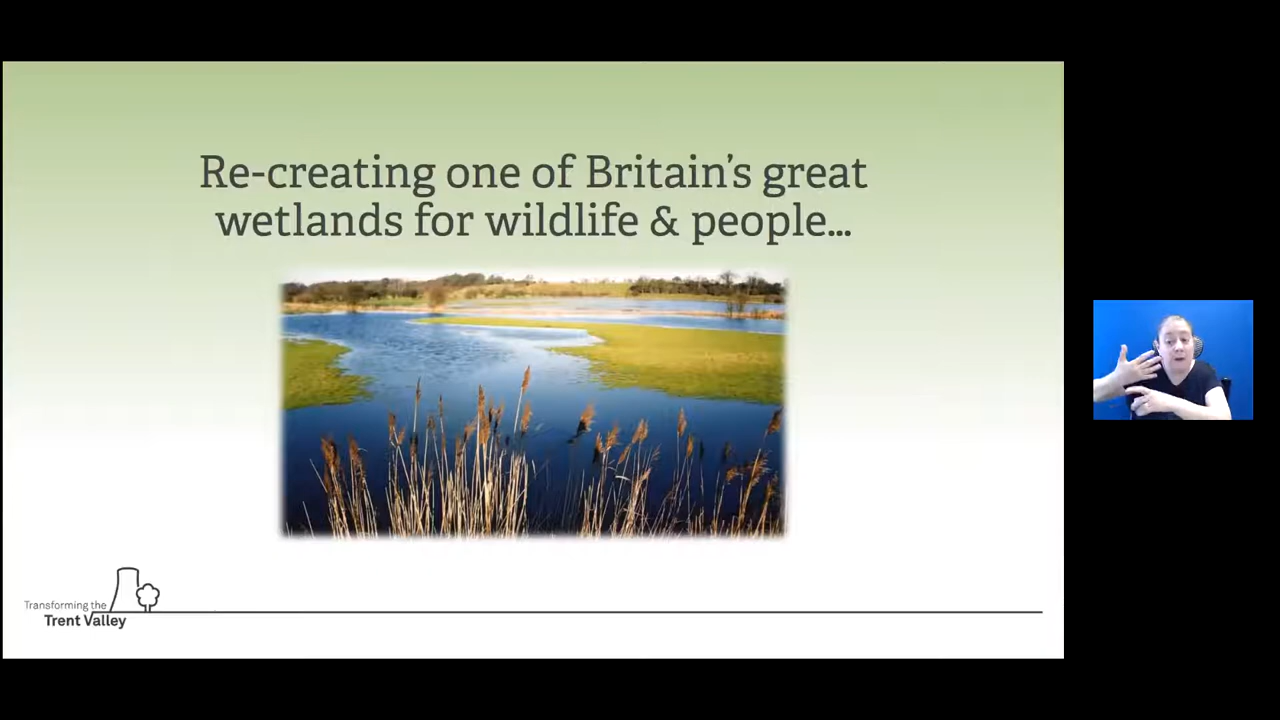 Re-creating one of Britain's great
wetlands for wildlife & people...
Transforming the
Trent Valley